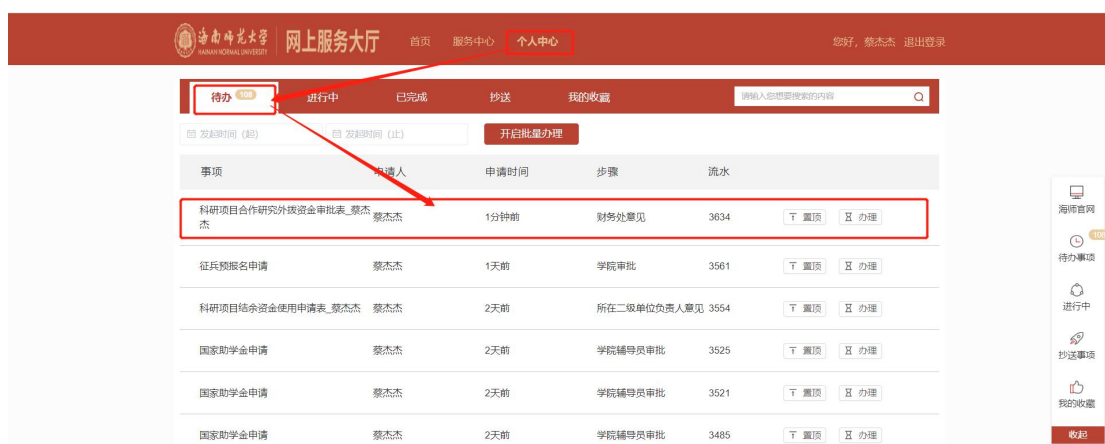 海南师范大学
HAINAN NORMAL UNIVERSITY
网上服务大厅 首页 服务中心 个人中心 您好，蔡杰杰 退出登录
待办 108 进行中 已完成 抄送 我的收藏 请输入您想要搜索的内容
发起时间（起） 发起时间（止） 开启批量办理
事项 申请人 申请时间 步骤 流水
科研项目合作研究外拨资金审批表_蔡杰杰 蔡杰杰 1分钟前 财务处意见 3634 置顶 办理
征兵预报名申请 蔡杰杰 1天前 学院审批 3561 置顶 办理
科研项目结余资金使用申请表_蔡杰杰 蔡杰杰 2天前 所在二级单位负责人意见 3554 置顶 办理
国家助学金申请 蔡杰杰 2天前 学院辅导员审批 3525 置顶 办理
国家助学金申请 蔡杰杰 2天前 学院辅导员审批 3521 置顶 办理
国家助学金申请 蔡杰杰 2天前 学院辅导员审批 3485 置顶 办理
海师官网
108
待办事项
进行中
抄送事项
我的收藏
收起